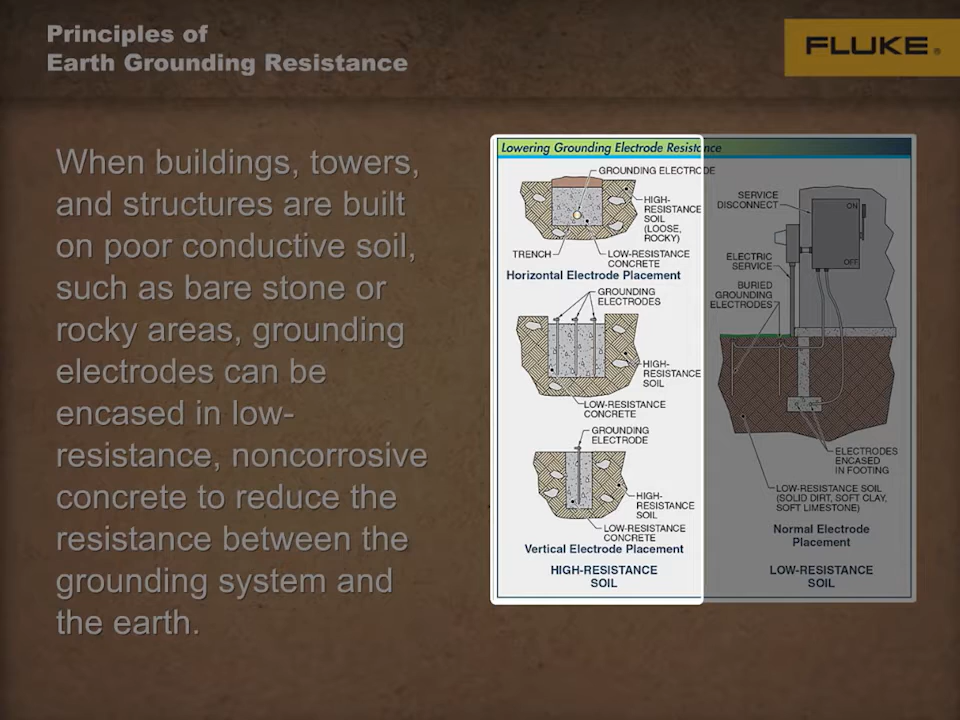 Principles of
Earth Grounding Resistance
FLUKE®
When buildings, towers,
and structures are built
on poor conductive soil,
such as bare stone or
rocky areas, grounding
electrodes can be
encased in low-
resistance, noncorrosive
concrete to reduce the
resistance between the
grounding system and
the earth.
Lowering Grounding Electrode Resistance
GROUNDING ELECTRODE
HIGH-
RESISTANCE
SOIL
(LOOSE,
ROCKY)
TRENCH
LOW-RESISTANCE
CONCRETE
Horizontal Electrode Placement
GROUNDING
ELECTRODES
HIGH-
RESISTANCE
SOIL
LOW-RESISTANCE
CONCRETE
GROUNDING
ELECTRODE
HIGH-
RESISTANCE
SOIL
LOW-RESISTANCE
CONCRETE
Vertical Electrode Placement
HIGH-RESISTANCE
SOIL
SERVICE
DISCONNECT
ON
OFF
ELECTRIC
SERVICE
BURIED
GROUNDING
ELECTRODES
ELECTRODES
ENCASED
IN FOOTING
LOW-RESISTANCE SOIL
(SOLID DIRT, SOFT CLAY,
SOFT LIMESTONE)
Normal Electrode
Placement
LOW-RESISTANCE
SOIL